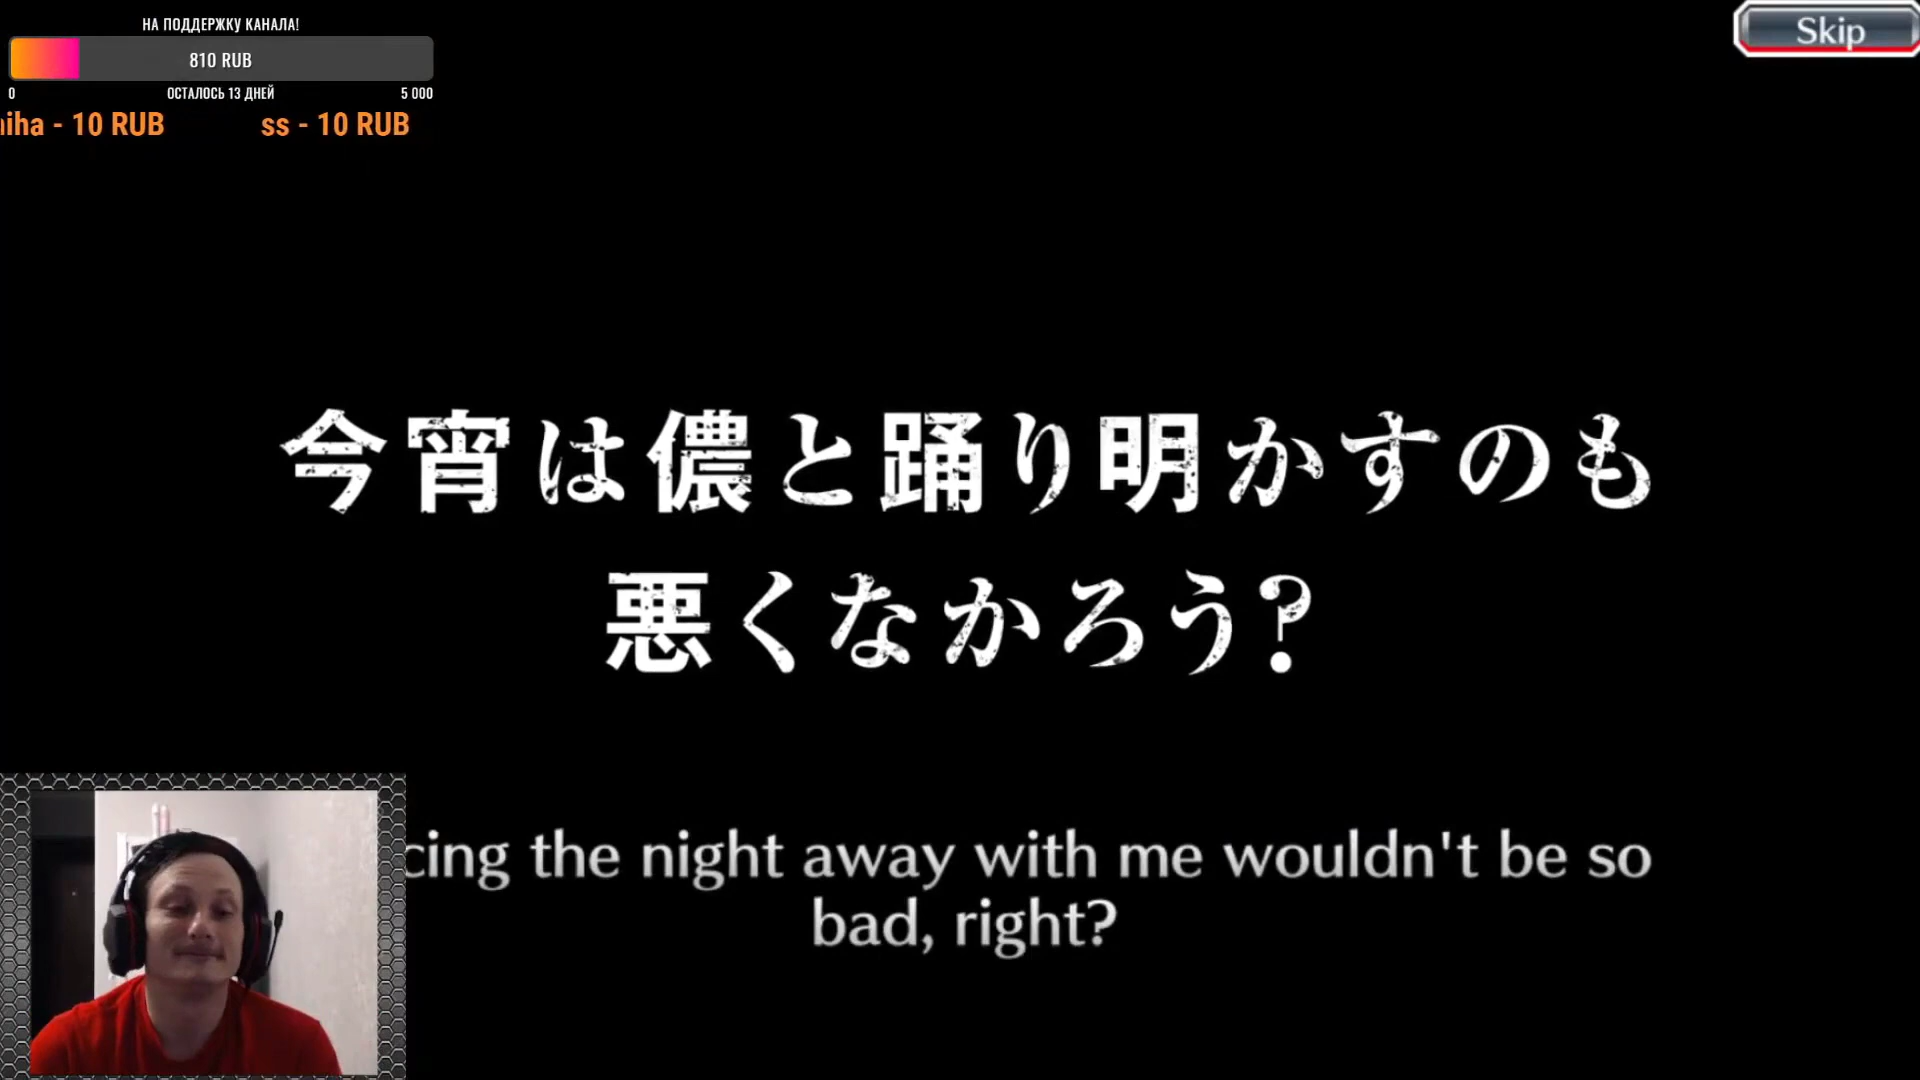 НА ПОДДЕРЖКУ КАНАЛА!
Skip
810 RUB
0 ОСТАЛОСЬ 13 ДНЕЙ 5 000
iha - 10 RUB ss - 10 RUB
今宵は儂と踊り明かすのも
悪くなかろう?
cing the night away with me wouldn't be so
bad, right?